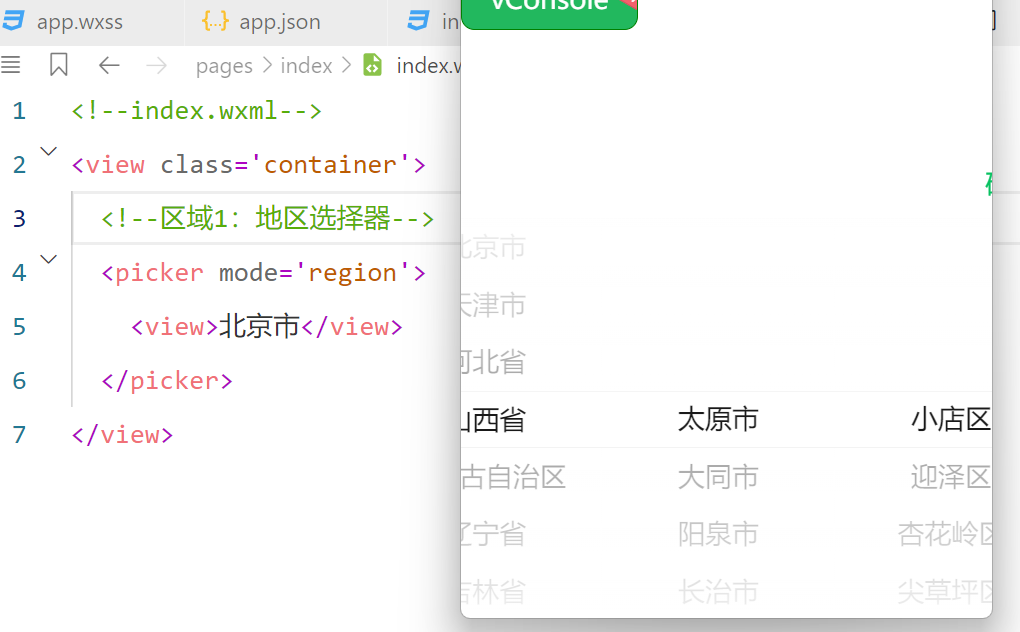 app.wxss
{..} app.json
in
vConsole
pages > index > index.w
1 <!--index.wxml-->
2 <view class='container'>
3 <!--区域1：地区选择器-->
4 <picker mode='region'>
5 <view>北京市</view>
6 </picker>
7 </view>
北京市
天津市
河北省
山西省 太原市 小店区
古自治区 大同市 迎泽区
辽宁省 阳泉市 杏花岭区
吉林省 长治市 尖草坪区